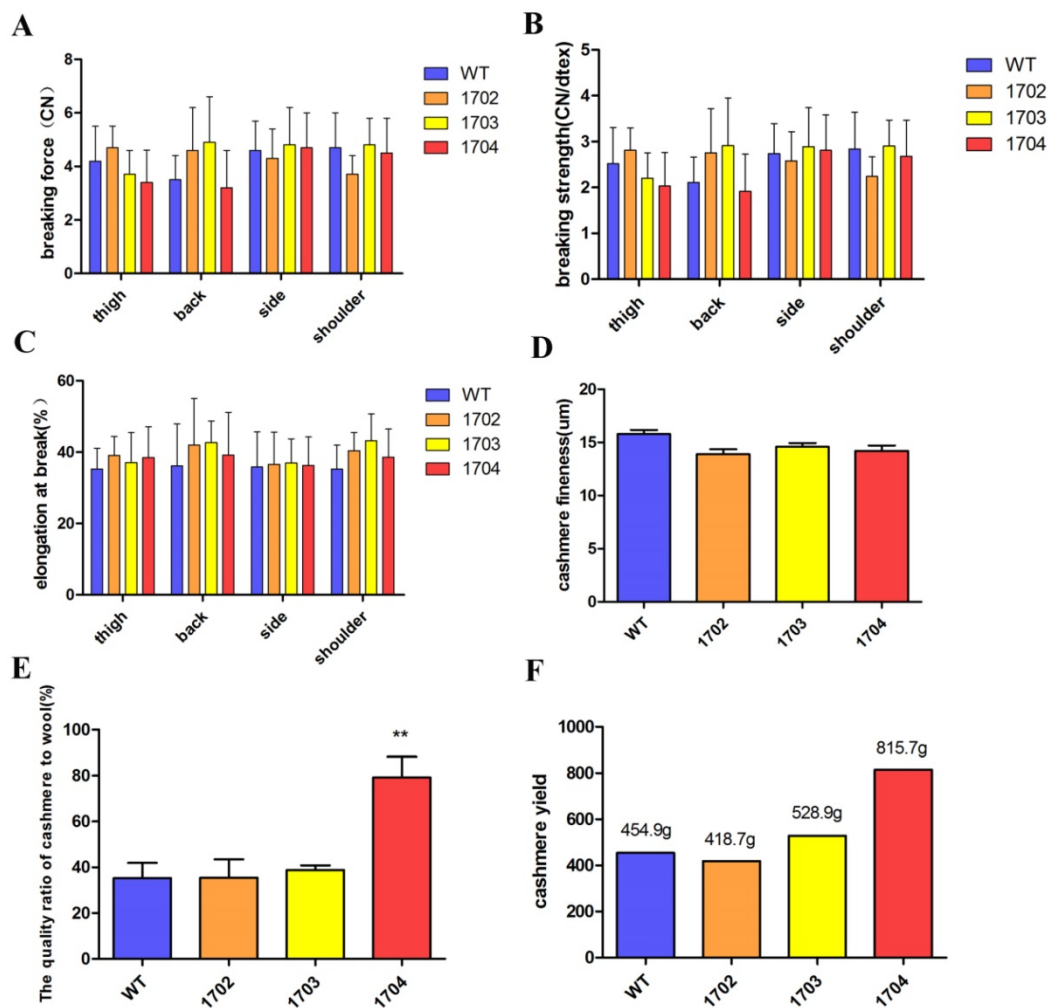 A
breaking force（CN）
8
6
4
2
0
thigh
back
side
shoulder
WT
1702
1703
1704
B
breaking strength(CN/dtex)
5
4
3
2
1
0
thigh
back
side
shoulder
WT
1702
1703
1704
C
elongation at break(%）
60
40
20
0
thigh
back
side
shoulder
WT
1702
1703
1704
D
cashmere fineness(um)
20
15
10
5
0
WT
1702
1703
1704
E
The quality ratio of cashmere to wool(%)
100
80
60
40
20
0
**
WT
1702
1703
1704
F
cashmere yield
1000
800
600
400
200
0
454.9g
418.7g
528.9g
815.7g
WT
1702
1703
1704